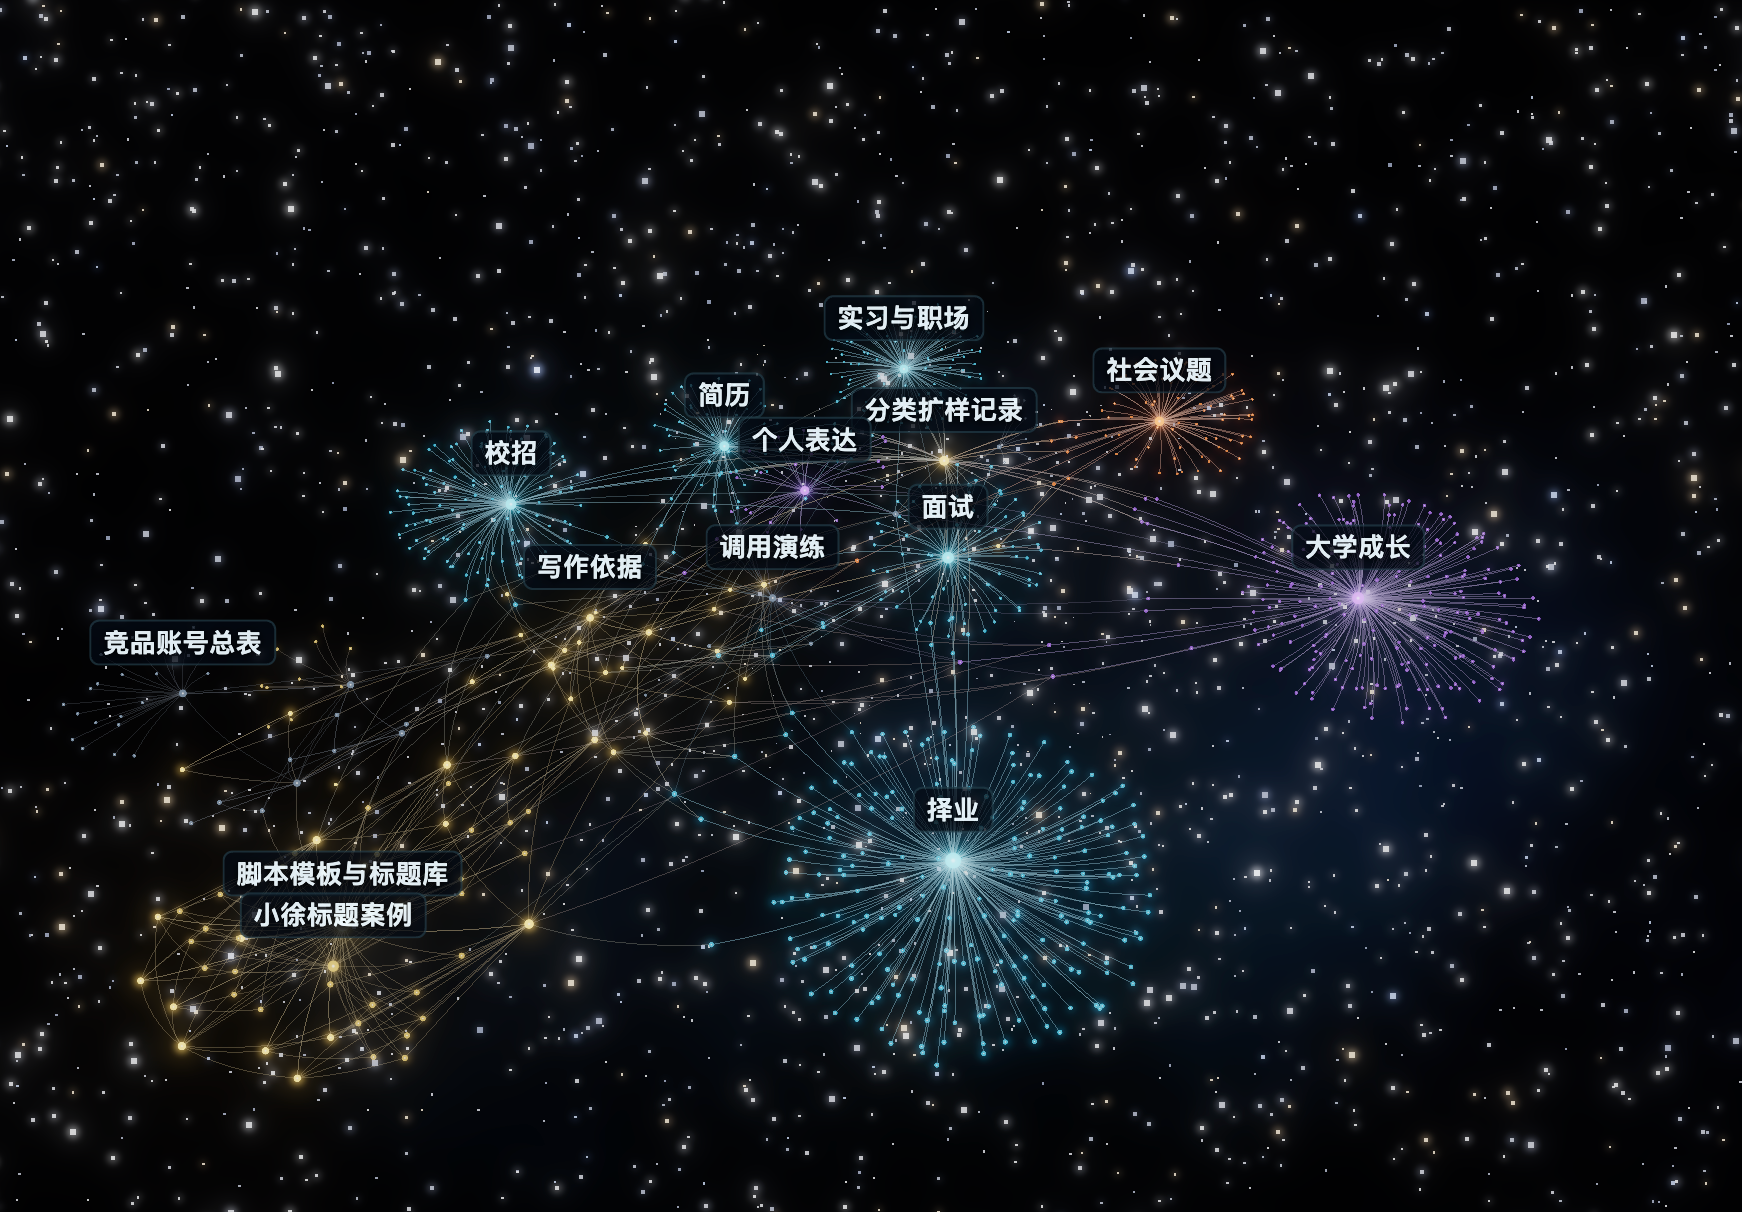 实习与职场
社会议题
简历
分类扩样记录
个人表达
校招
面试
调用演练
大学成长
写作依据
竞品账号总表
择业
脚本模板与标题库
小徐标题案例